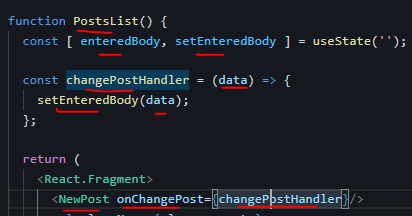 function PostsList() {
const [ enteredBody, setEnteredBody ] = useState('');
const changePostHandler = (data) => {
setEnteredBody(data);
};
return (
<React.Fragment>
<NewPost onChangePost={changePostHandler}/>